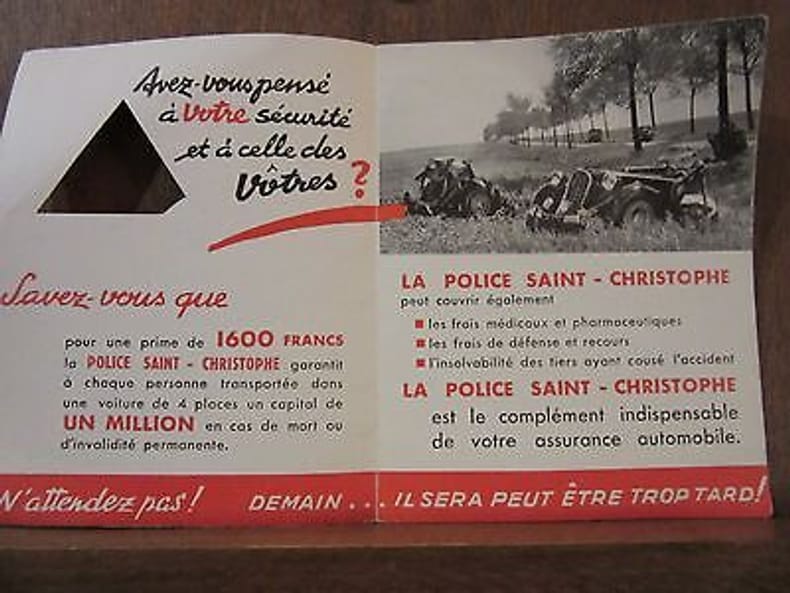 Avez-vous pensé
à Votre sécurité
et à celle des
Vôtres ?
Savez-vous que
pour une prime de 1600 FRANCS
la POLICE SAINT - CHRISTOPHE garantit
à chaque personne transportée dans
une voiture de 4 places un capital de
UN MILLION en cas de mort ou
d'invalidité permanente.
LA POLICE SAINT - CHRISTOPHE
peut couvrir également
les frais médicaux et pharmaceutiques
les frais de défense et recours
l'insolvabilité des tiers ayant causé l'accident
LA POLICE SAINT - CHRISTOPHE
est le complément indispensable
de votre assurance automobile.
N'attendez pas ! DEMAIN . . . IL SERA PEUT ÊTRE TROP TARD !